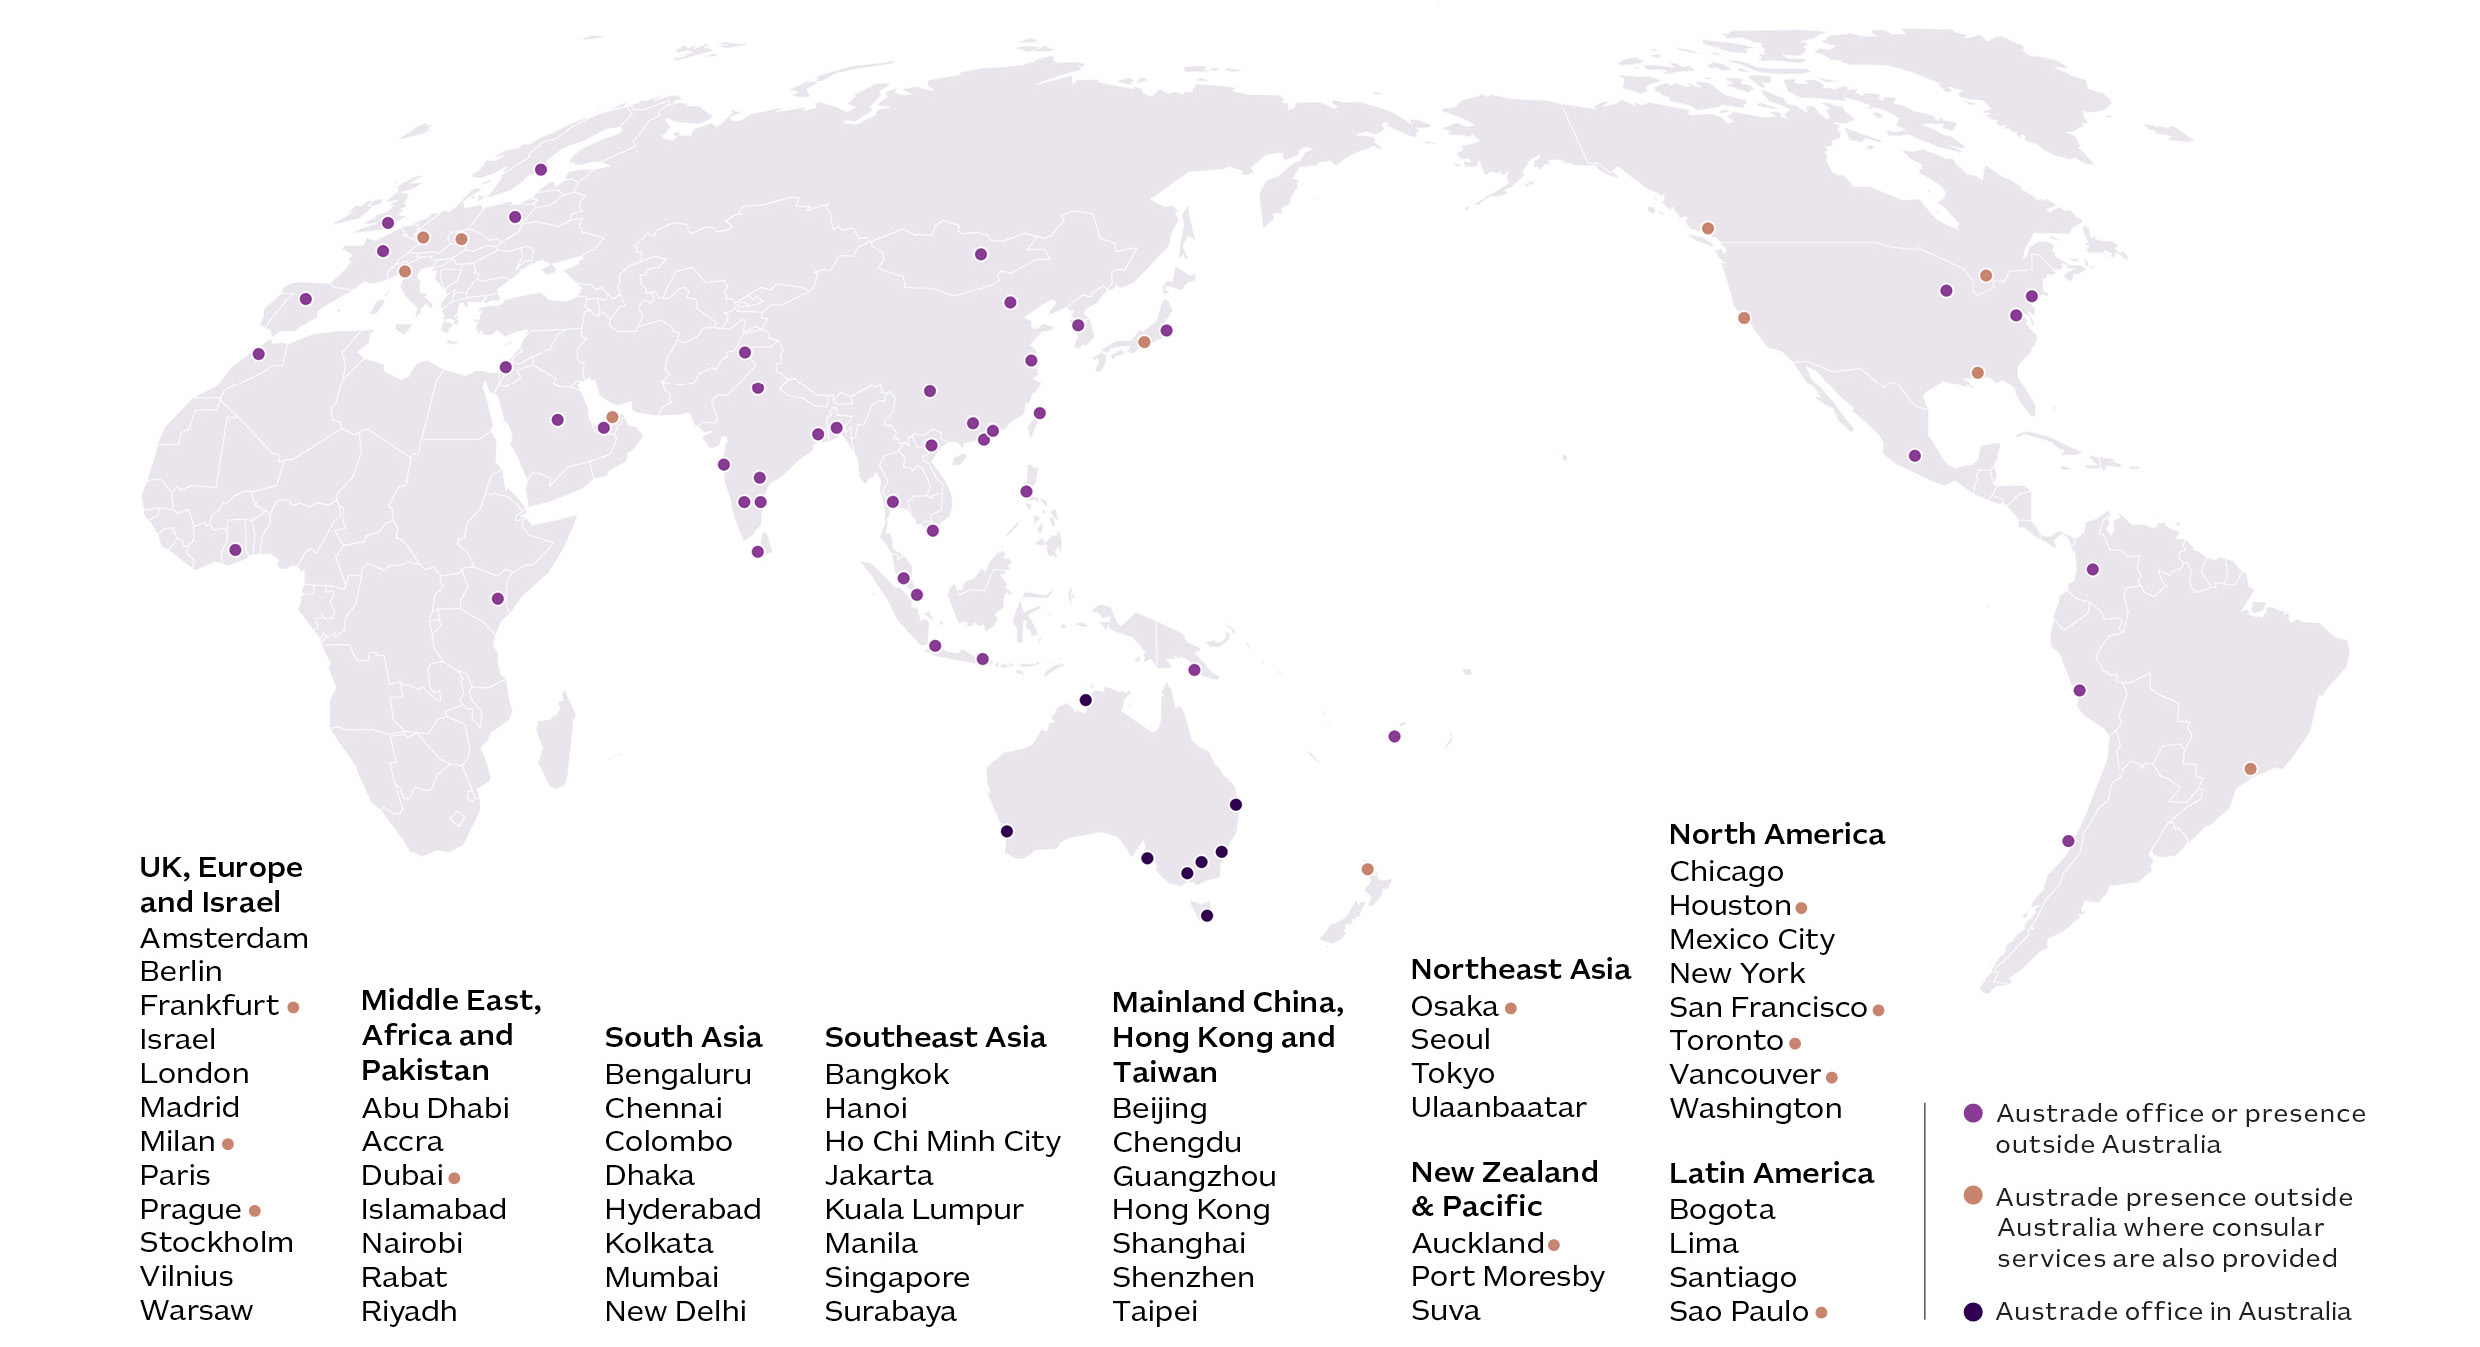 UK, Europe
and Israel
Amsterdam
Berlin
Frankfurt
Israel
London
Madrid
Milan
Paris
Prague
Stockholm
Vilnius
Warsaw
Middle East,
Africa and
Pakistan
Abu Dhabi
Accra
Dubai
Islamabad
Nairobi
Rabat
Riyadh
South Asia
Bengaluru
Chennai
Colombo
Dhaka
Hyderabad
Kolkata
Mumbai
New Delhi
Southeast Asia
Bangkok
Hanoi
Ho Chi Minh City
Jakarta
Kuala Lumpur
Manila
Singapore
Surabaya
Mainland China,
Hong Kong and
Taiwan
Beijing
Chengdu
Guangzhou
Hong Kong
Shanghai
Shenzhen
Taipei
Northeast Asia
Osaka
Seoul
Tokyo
Ulaanbaatar
New Zealand
& Pacific
Auckland
Port Moresby
Suva
North America
Chicago
Houston
Mexico City
New York
San Francisco
Toronto
Vancouver
Washington
Latin America
Bogota
Lima
Santiago
Sao Paulo
Austrade office or presence
outside Australia
Austrade presence outside
Australia where consular
services are also provided
Austrade office in Australia